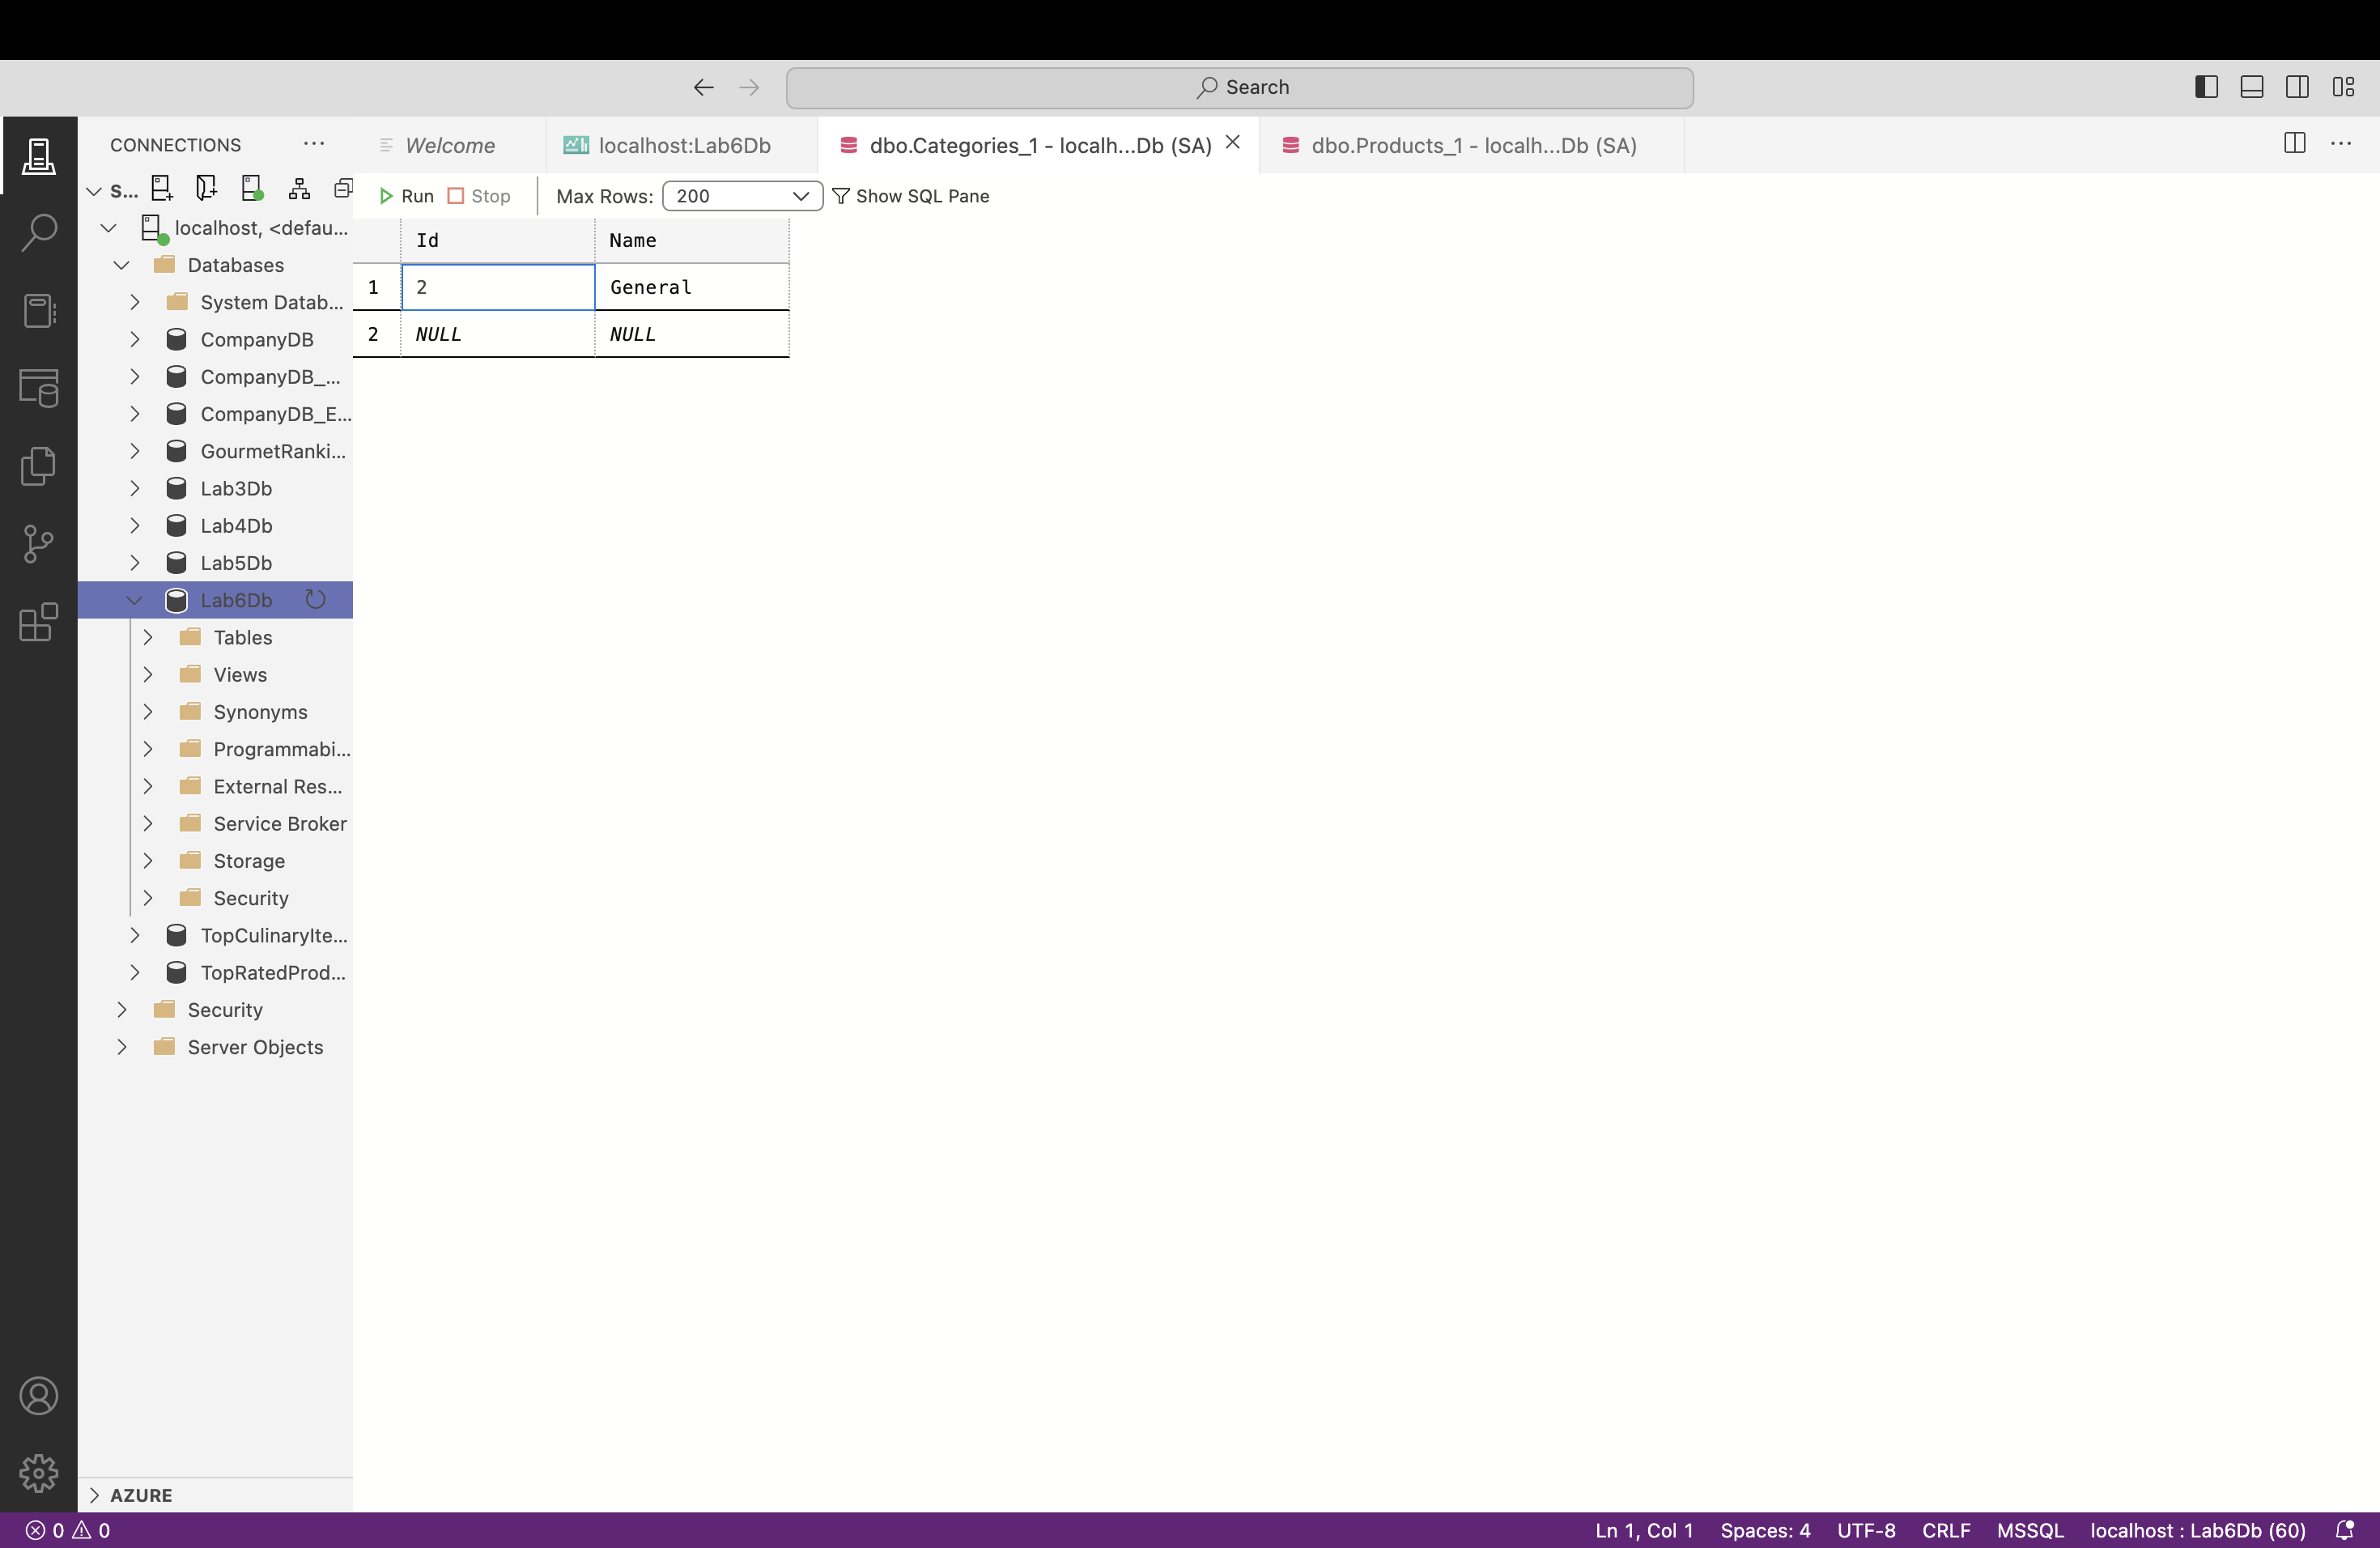 Search
CONNECTIONS
Welcome
localhost:Lab6Db
dbo.Categories_1 - localh...Db (SA)
dbo.Products_1 - localh...Db (SA)
S...
Run
Stop
Max Rows:
200
Show SQL Pane
localhost, <defau...
Databases
System Datab...
CompanyDB
CompanyDB_...
CompanyDB_E...
GourmetRanki...
Lab3Db
Lab4Db
Lab5Db
Lab6Db
Tables
Views
Synonyms
Programmabi...
External Res...
Service Broker
Storage
Security
TopCulinaryIte...
TopRatedProd...
Security
Server Objects
AZURE
Id Name
1 2 General
2 NULL NULL
0 0
Ln 1, Col 1 Spaces: 4 UTF-8 CRLF MSSQL localhost : Lab6Db (60)